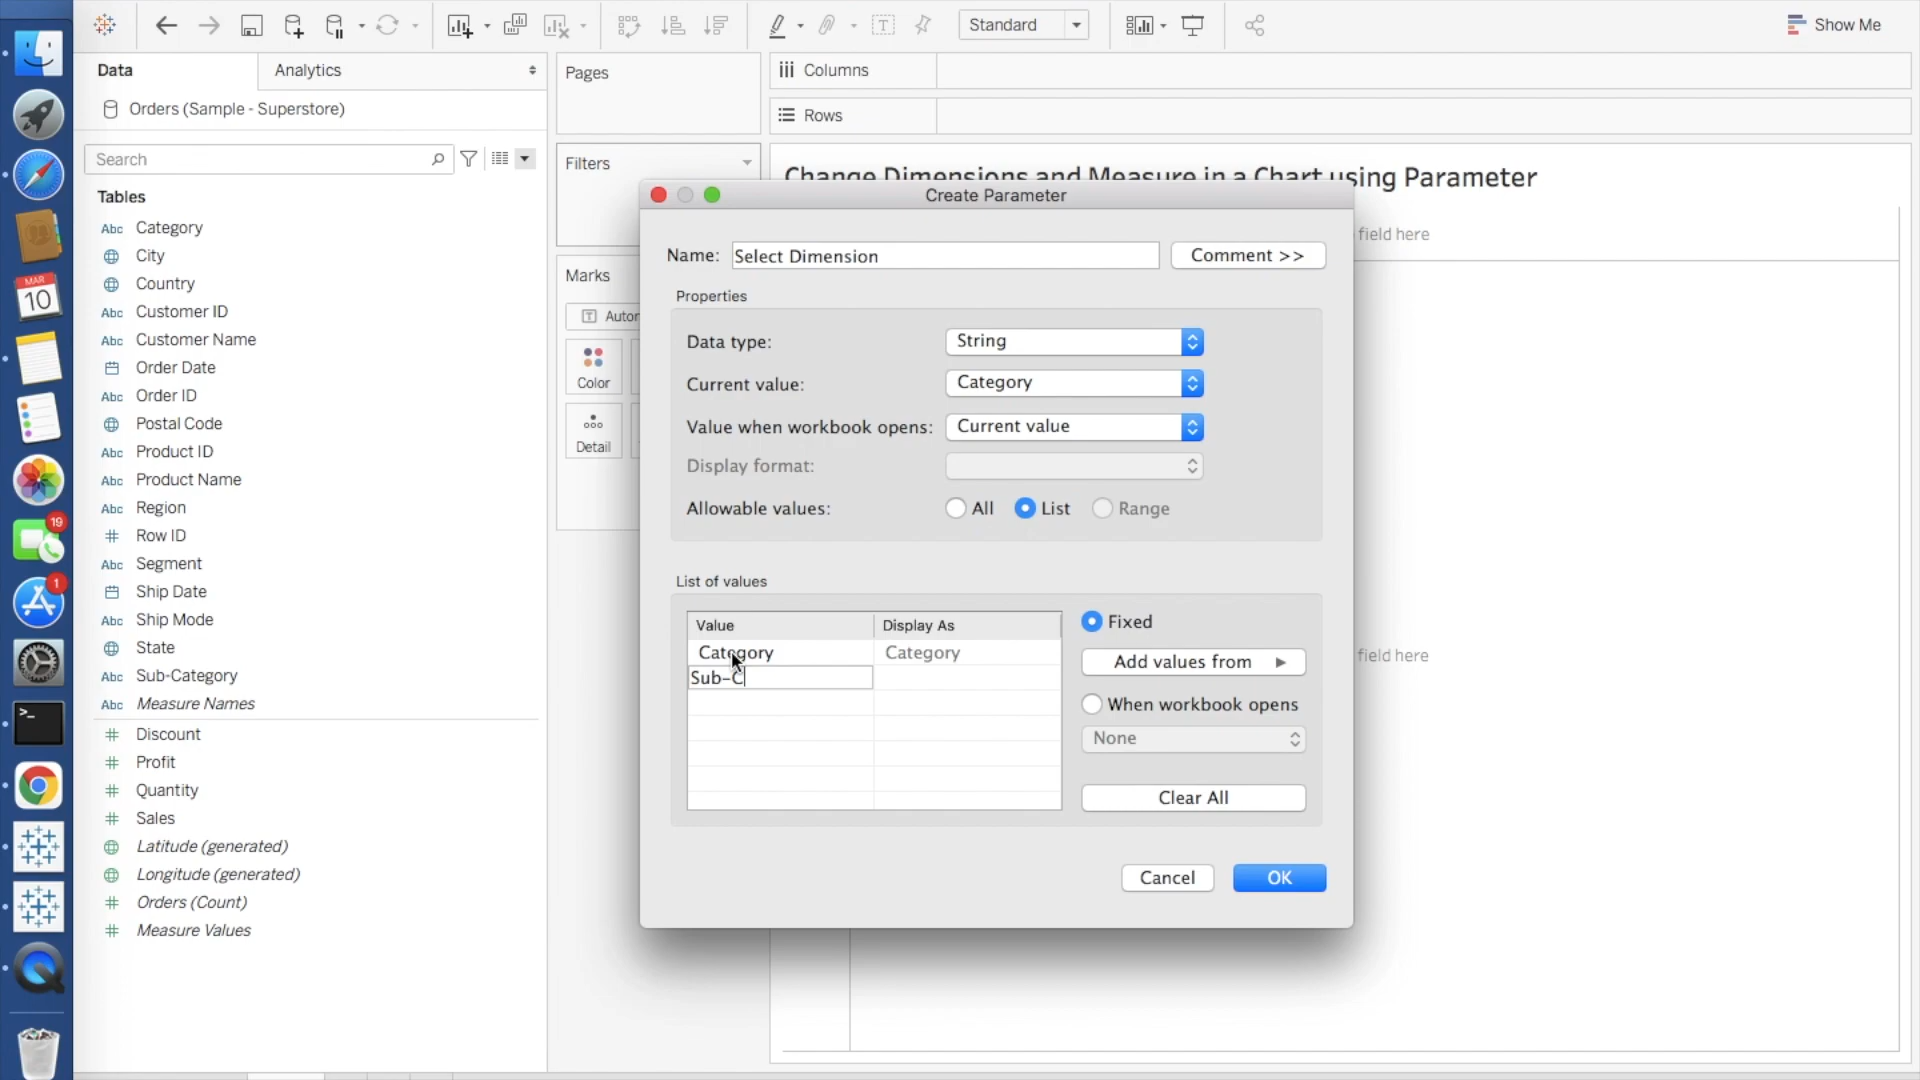 Standard
Show Me
Data
Analytics
Orders (Sample - Superstore)
Search
Tables
Abc Category
City
Country
Abc Customer ID
Abc Customer Name
Order Date
Abc Order ID
Postal Code
Abc Product ID
Abc Product Name
Abc Region
# Row ID
Abc Segment
Ship Date
Abc Ship Mode
State
Abc Sub-Category
Abc Measure Names
# Discount
# Profit
# Quantity
# Sales
Latitude (generated)
Longitude (generated)
# Orders (Count)
# Measure Values
Pages
Columns
Rows
Filters
Marks
Color
Detail
Change Dimensions and Measure in a Chart using Parameter
field here
field here
Create Parameter
Name: Select Dimension
Comment >>
Properties
Data type: String
Current value: Category
Value when workbook opens: Current value
Display format:
Allowable values: All List Range
List of values
Value Display As
Category Category
Sub-C
Fixed
Add values from
When workbook opens
None
Clear All
Cancel
OK
MAR
10
19
1
>_